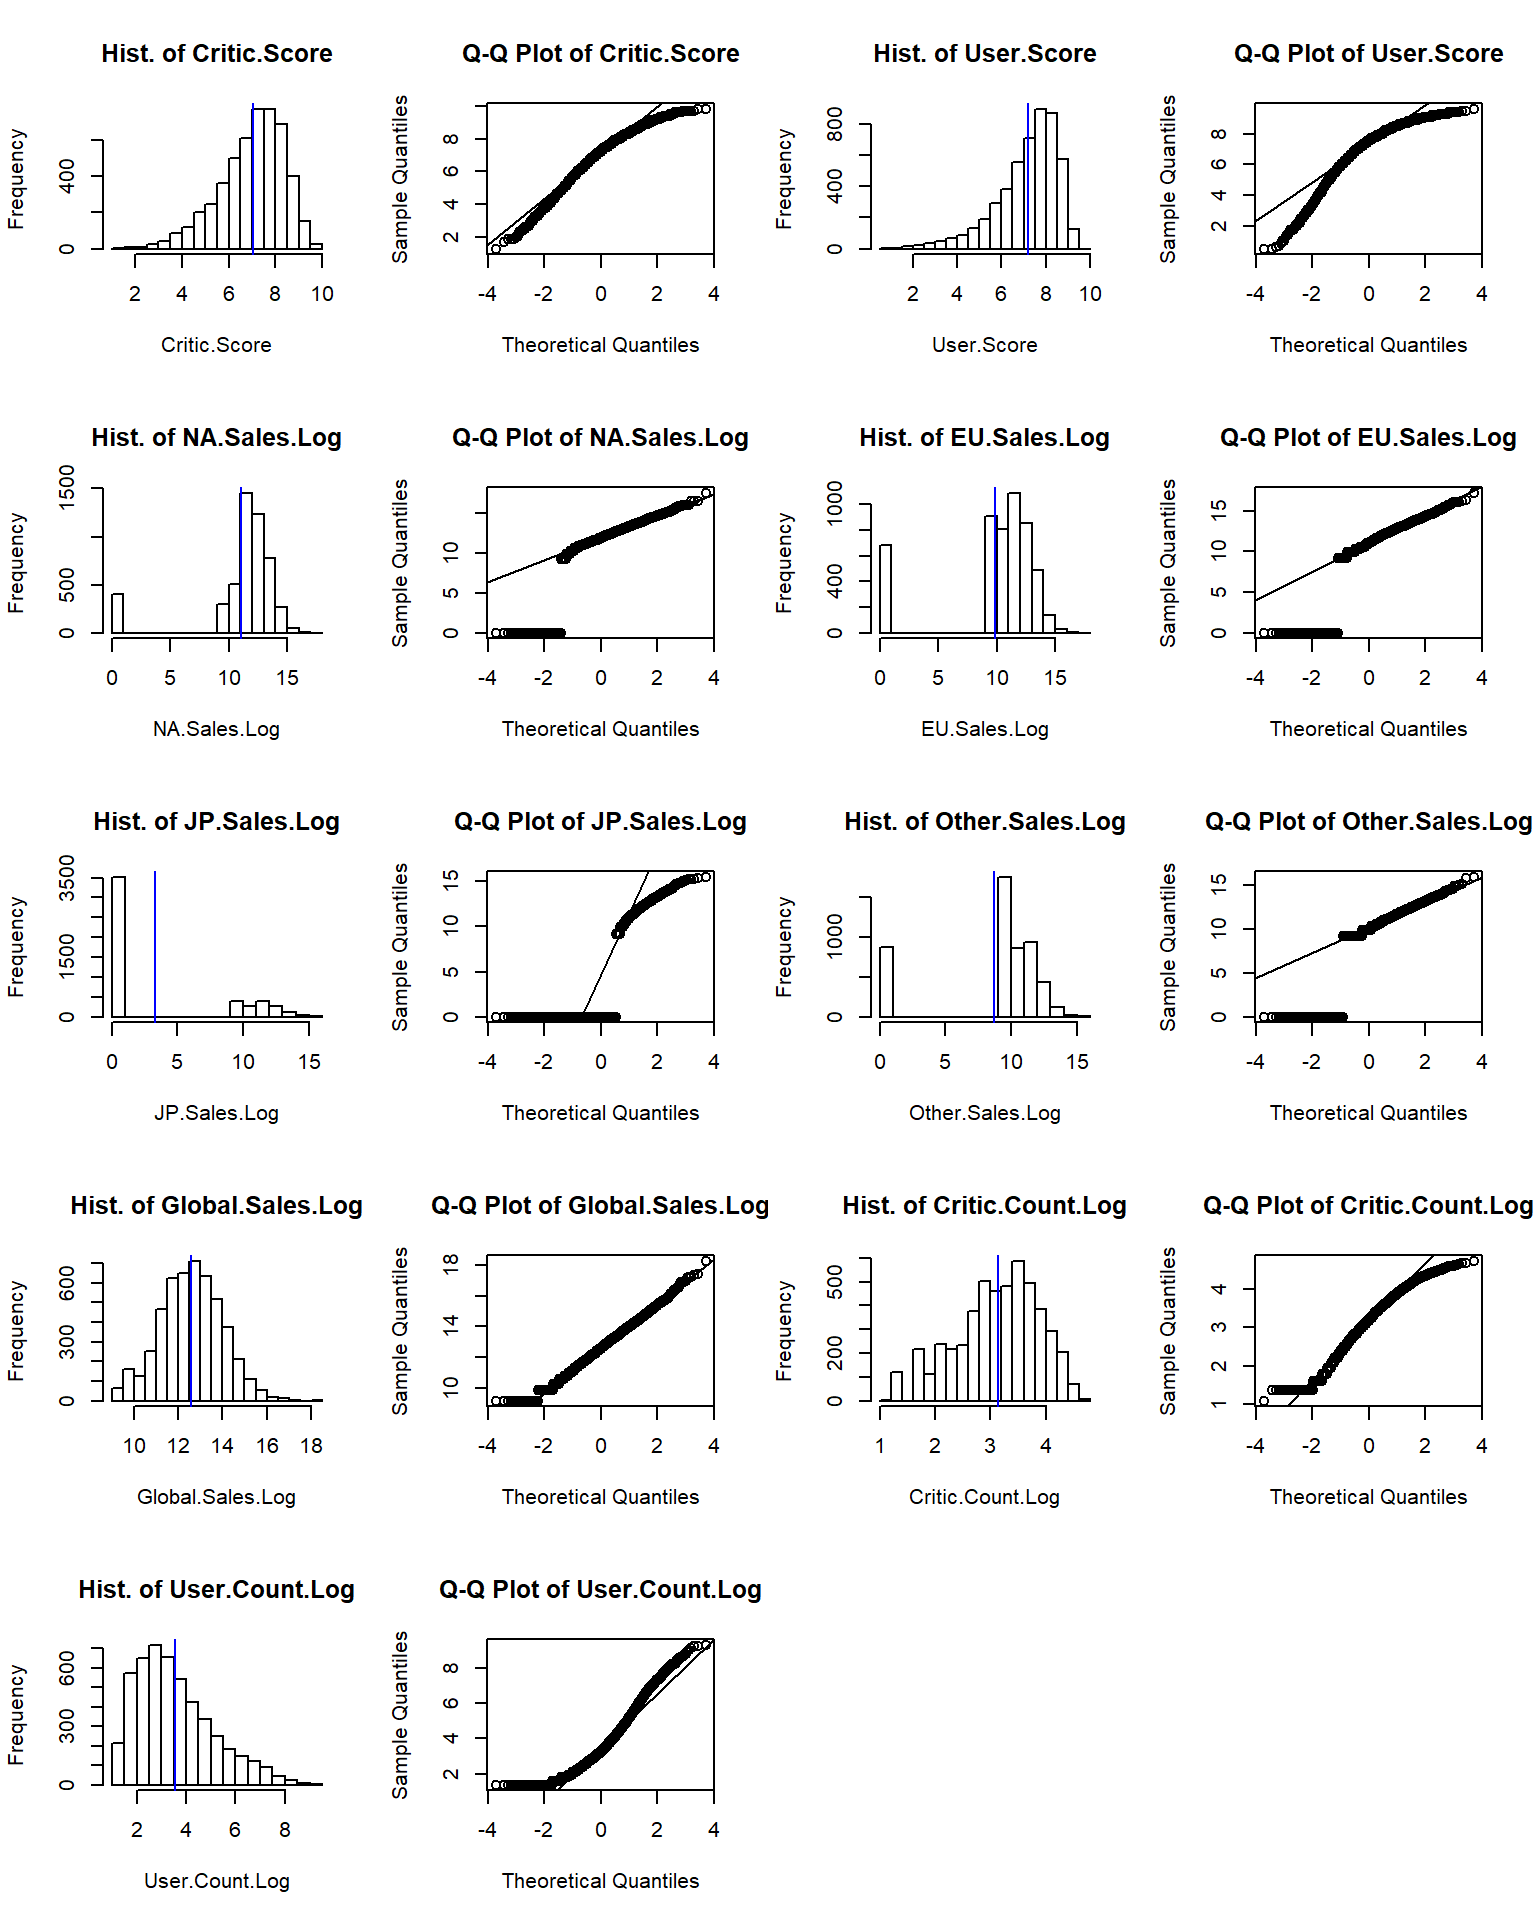 Hist. of Critic.Score
Frequency
0 400
2 4 6 8 10
Critic.Score
Q-Q Plot of Critic.Score
Sample Quantiles
2 4 6 8
-4 -2 0 2 4
Theoretical Quantiles
Hist. of User.Score
Frequency
0 400 800
2 4 6 8 10
User.Score
Q-Q Plot of User.Score
Sample Quantiles
2 4 6 8
-4 -2 0 2 4
Theoretical Quantiles
Hist. of NA.Sales.Log
Frequency
0 500 1500
0 5 10 15
NA.Sales.Log
Q-Q Plot of NA.Sales.Log
Sample Quantiles
0 5 10
-4 -2 0 2 4
Theoretical Quantiles
Hist. of EU.Sales.Log
Frequency
0 400 1000
0 5 10 15
EU.Sales.Log
Q-Q Plot of EU.Sales.Log
Sample Quantiles
0 5 10 15
-4 -2 0 2 4
Theoretical Quantiles
Hist. of JP.Sales.Log
Frequency
0 1500 3500
0 5 10 15
JP.Sales.Log
Q-Q Plot of JP.Sales.Log
Sample Quantiles
0 5 10 15
-4 -2 0 2 4
Theoretical Quantiles
Hist. of Other.Sales.Log
Frequency
0 1000
0 5 10 15
Other.Sales.Log
Q-Q Plot of Other.Sales.Log
Sample Quantiles
0 5 10 15
-4 -2 0 2 4
Theoretical Quantiles
Hist. of Global.Sales.Log
Frequency
0 300 600
10 12 14 16 18
Global.Sales.Log
Q-Q Plot of Global.Sales.Log
Sample Quantiles
10 14 18
-4 -2 0 2 4
Theoretical Quantiles
Hist. of Critic.Count.Log
Frequency
0 200 500
1 2 3 4
Critic.Count.Log
Q-Q Plot of Critic.Count.Log
Sample Quantiles
1 2 3 4
-4 -2 0 2 4
Theoretical Quantiles
Hist. of User.Count.Log
Frequency
0 300 600
2 4 6 8
User.Count.Log
Q-Q Plot of User.Count.Log
Sample Quantiles
2 4 6 8
-4 -2 0 2 4
Theoretical Quantiles